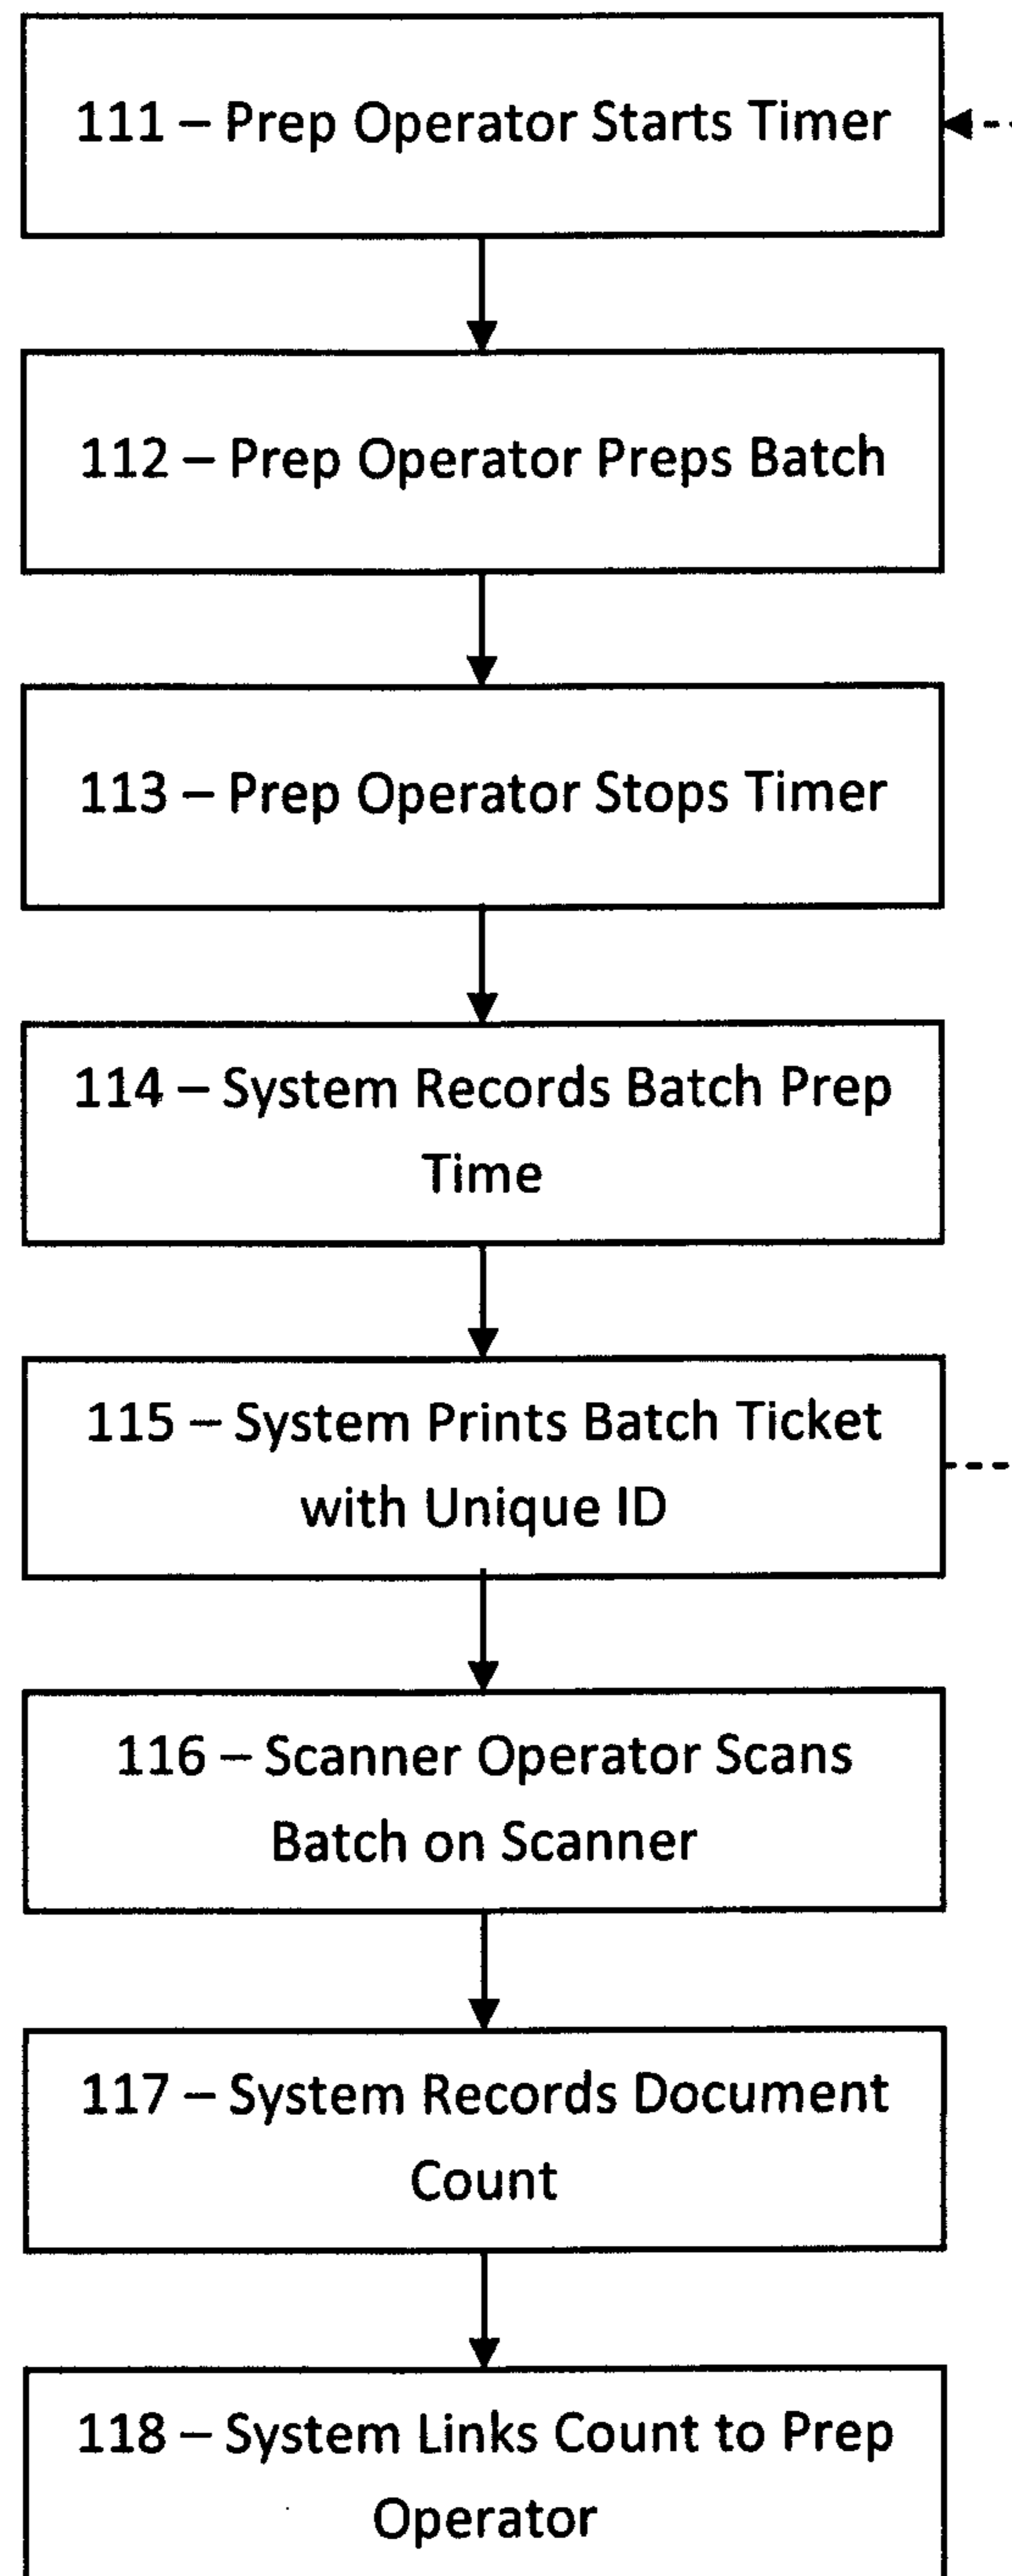 111 – Prep Operator Starts Timer
112 – Prep Operator Preps Batch
113 – Prep Operator Stops Timer
114 – System Records Batch Prep
Time
115 – System Prints Batch Ticket
with Unique ID
116 – Scanner Operator Scans
Batch on Scanner
117 – System Records Document
Count
118 – System Links Count to Prep
Operator